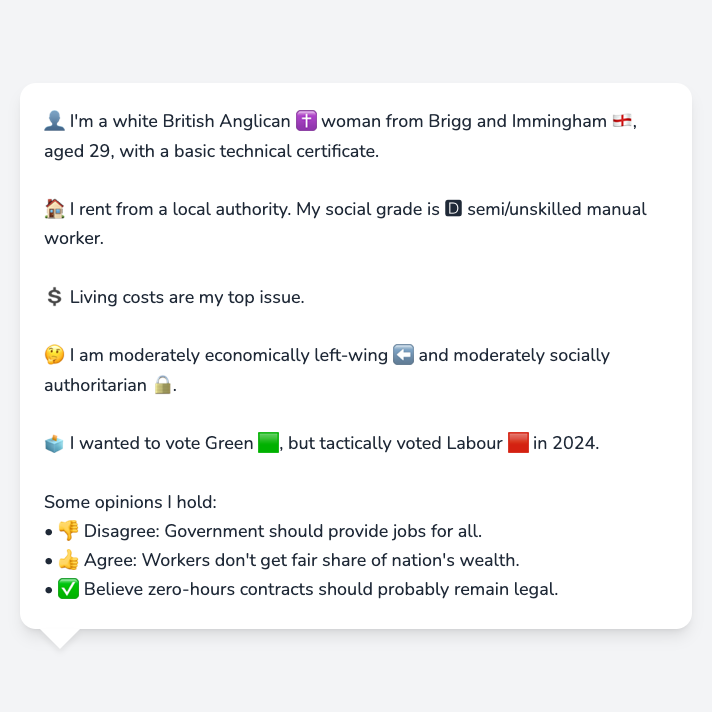 👤 I'm a white British Anglican ✝️ woman from Brigg and Immingham 🏴󠁧󠁢󠁥󠁮󠁧󠁿,
aged 29, with a basic technical certificate.
🏠 I rent from a local authority. My social grade is 🅳 semi/unskilled manual
worker.
💲 Living costs are my top issue.
🤔 I am moderately economically left-wing ⬅️ and moderately socially
authoritarian 🔒.
🗳️ I wanted to vote Green 🟩, but tactically voted Labour 🟥 in 2024.
Some opinions I hold:
• 👎 Disagree: Government should provide jobs for all.
• 👍 Agree: Workers don't get fair share of nation's wealth.
• ✅ Believe zero-hours contracts should probably remain legal.